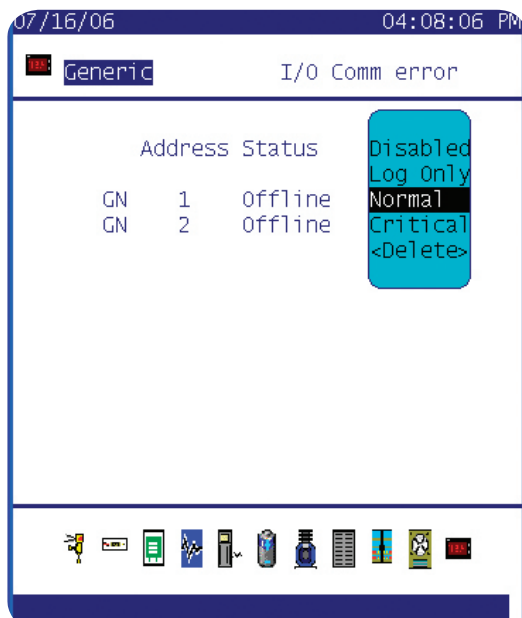 07/16/06 04:08:06 PM
Generic I/O Comm error
Address Status
Disabled
Log Only
GN 1 Offline Normal
GN 2 Offline Critical
<Delete>